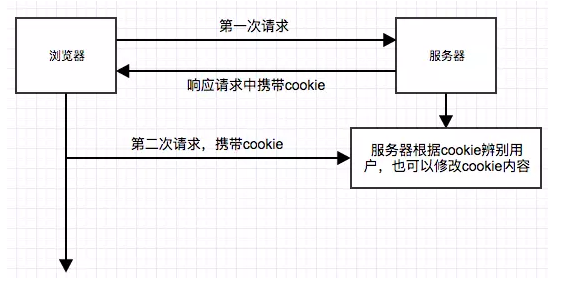 第一次请求
浏览器
服务器
响应请求中携带cookie
第二次请求，携带cookie
服务器根据cookie辨别用
户，也可以修改cookie内容